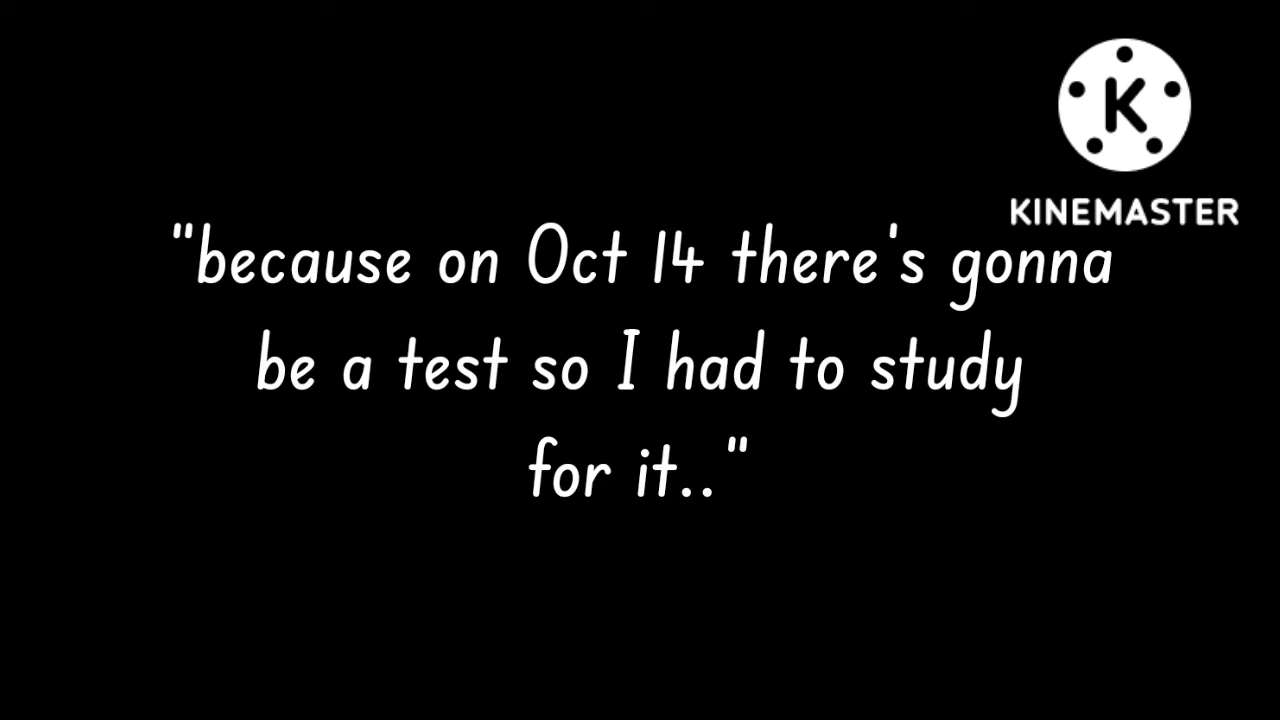 K
KINEMASTER
"because on Oct 14 there's gonna
be a test so I had to study
for it.."